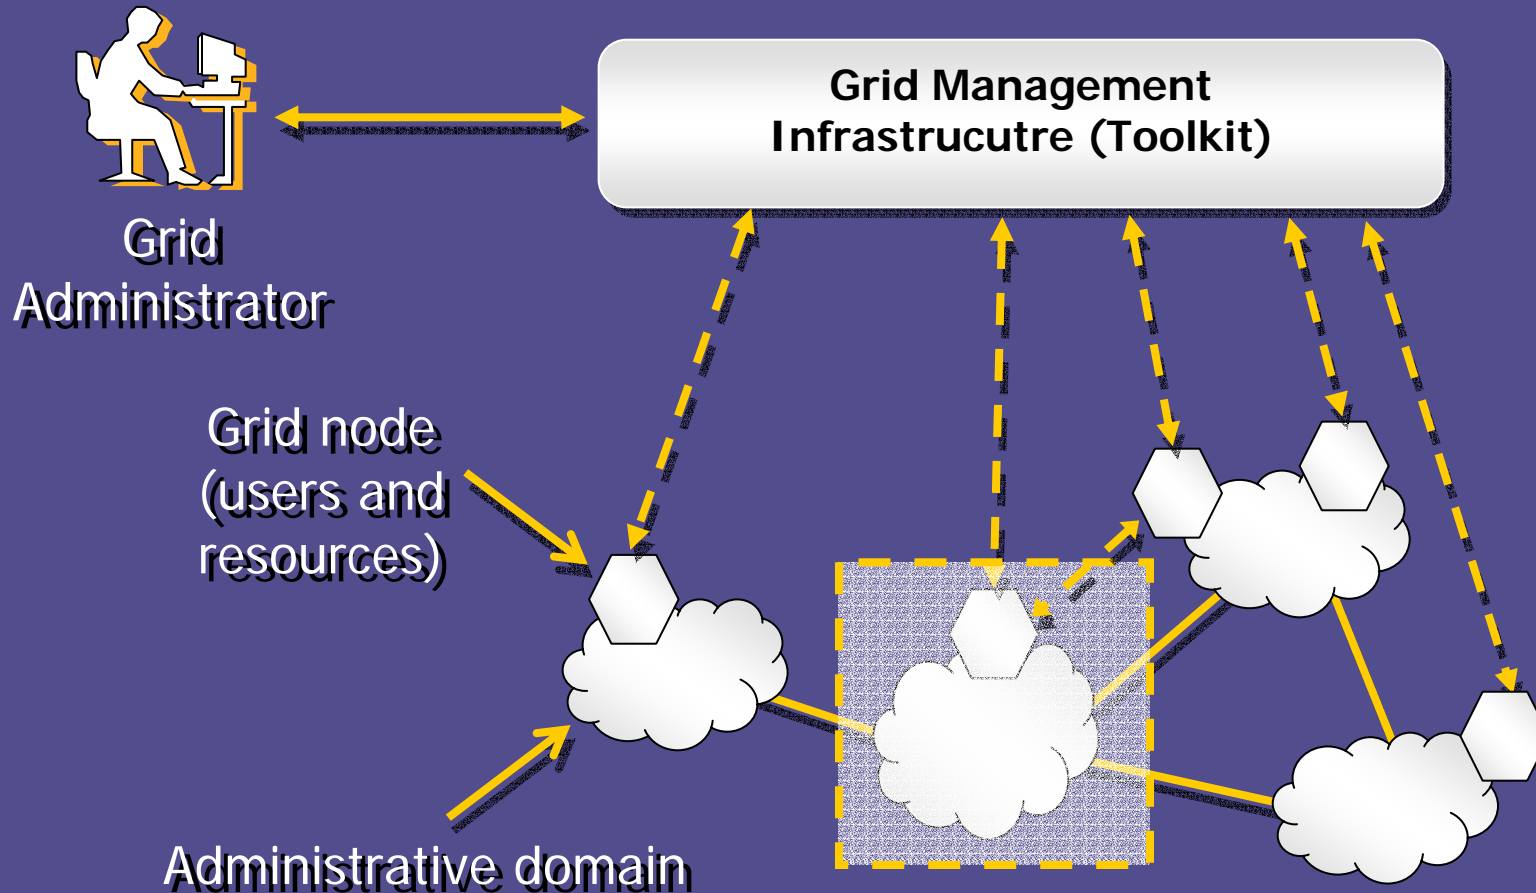 Grid Management
Infrastrucutre (Toolkit)
Grid
Administrator
Grid node
(users and
resources)
Administrative domain